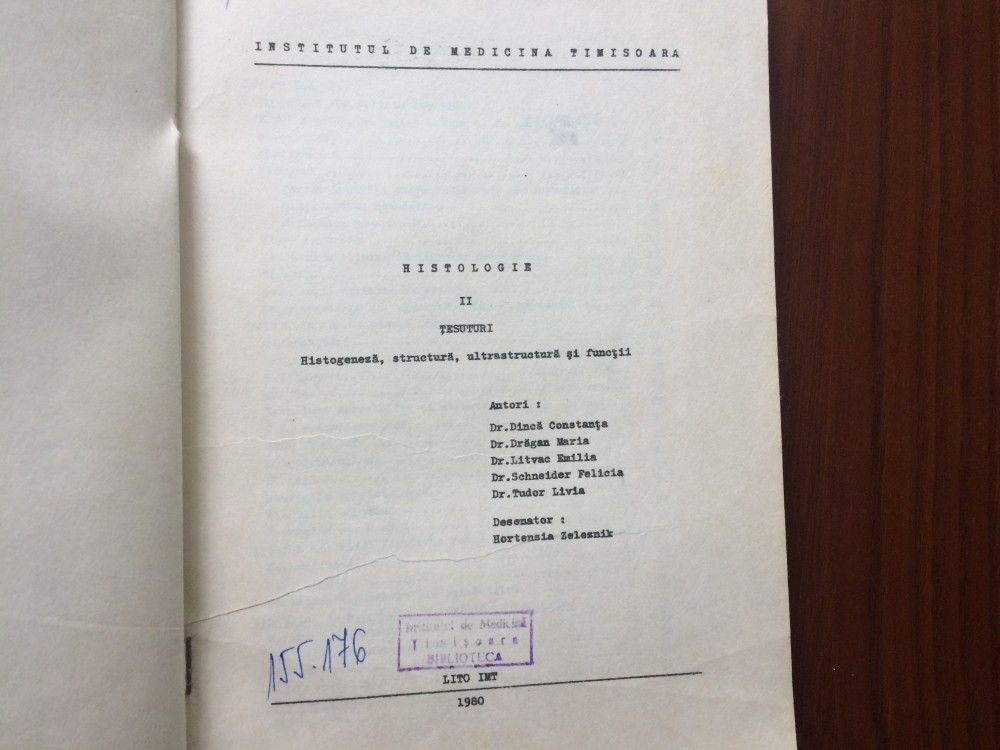 INSTITUTUL DE MEDICINA TIMISOARA
HISTOLOGIE
II
ŢESUTURI
Histogeneză, structură, ultrastructură şi funcţii
Autori :
Dr.Dincă Constanţa
Dr.Drăgan Maria
Dr.Litvac Emilia
Dr.Schneider Felicia
Dr.Tudor Livia
Desenator :
Hortensia Zelesnik
155.176
Institutul de Medicină
Timişoara
BIBLIOTECA
LITO IMT
1980